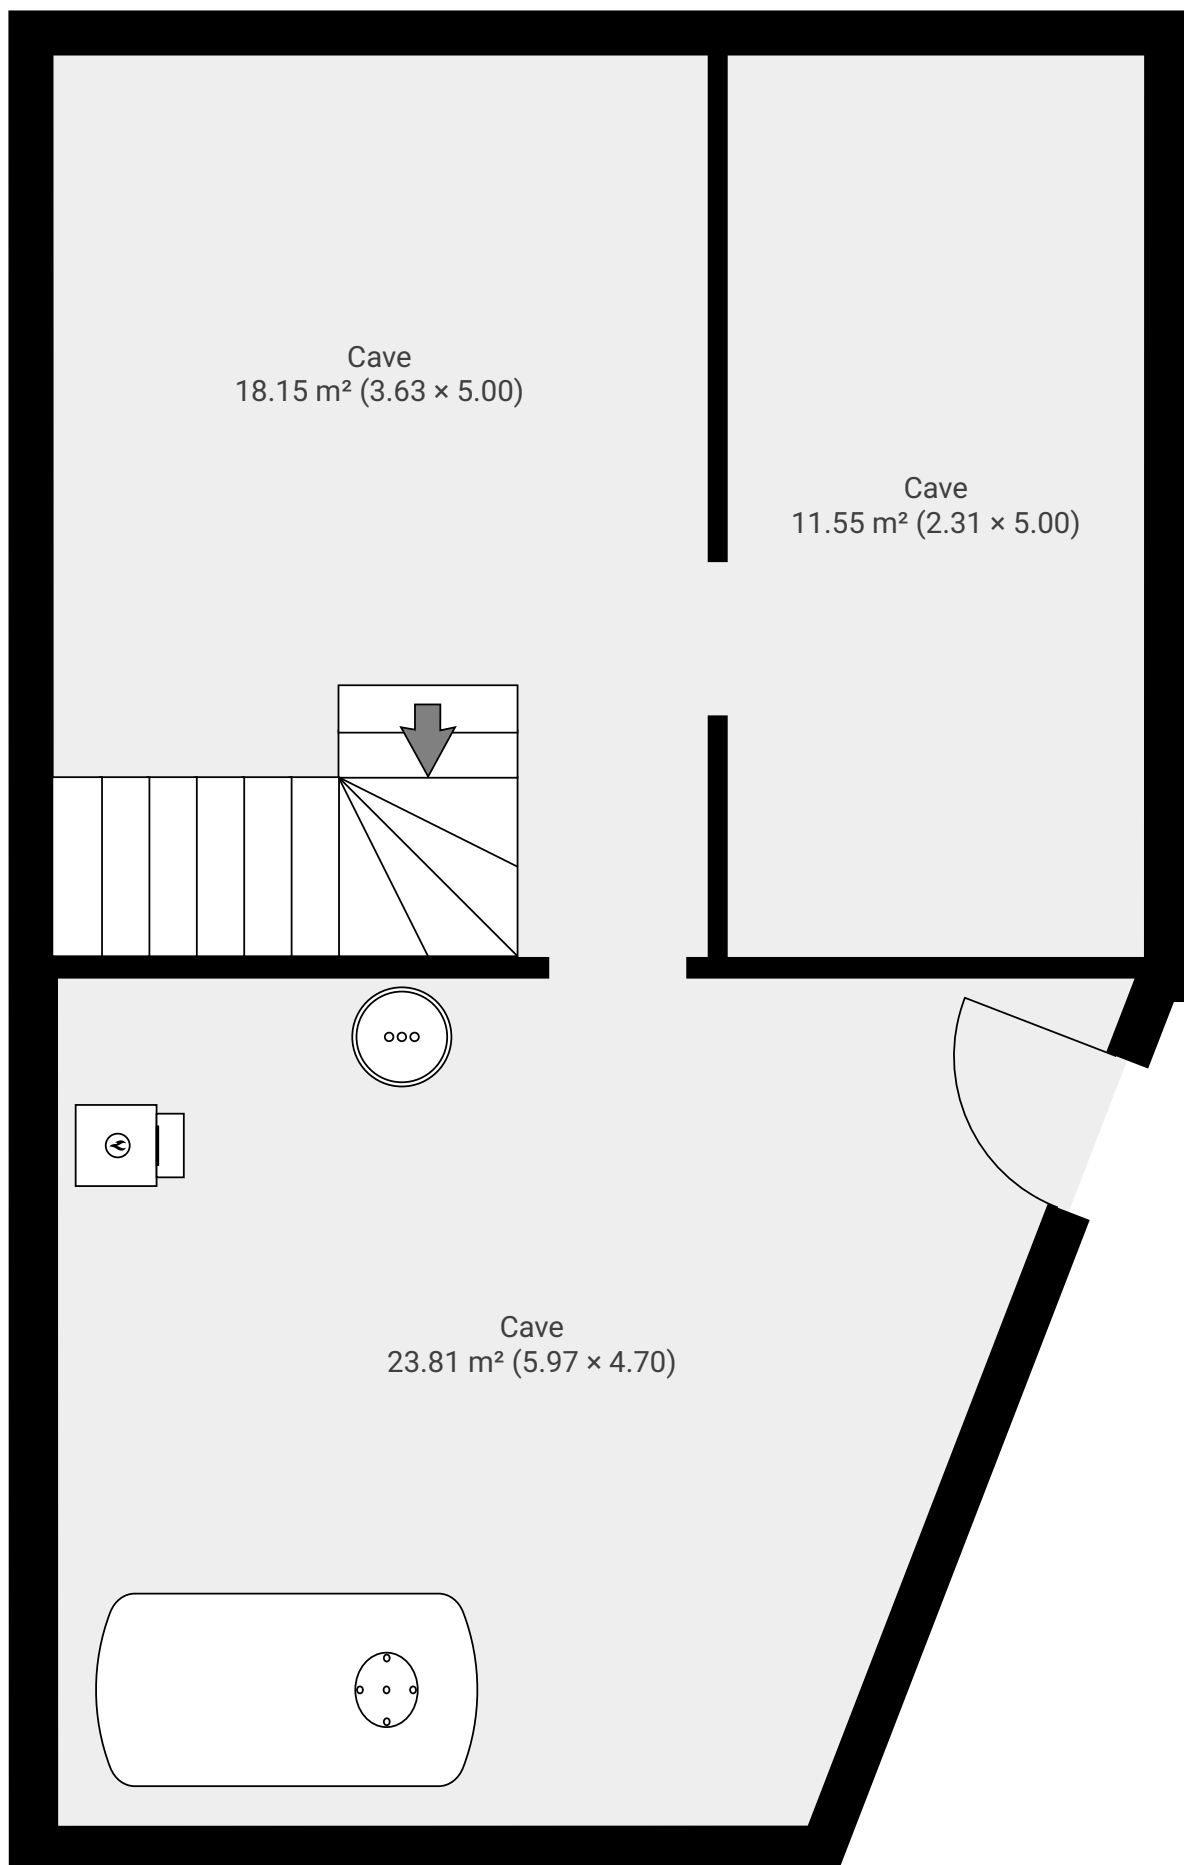 Cave
18.15 m² (3.63 × 5.00)
Cave
11.55 m² (2.31 × 5.00)
Cave
23.81 m² (5.97 × 4.70)